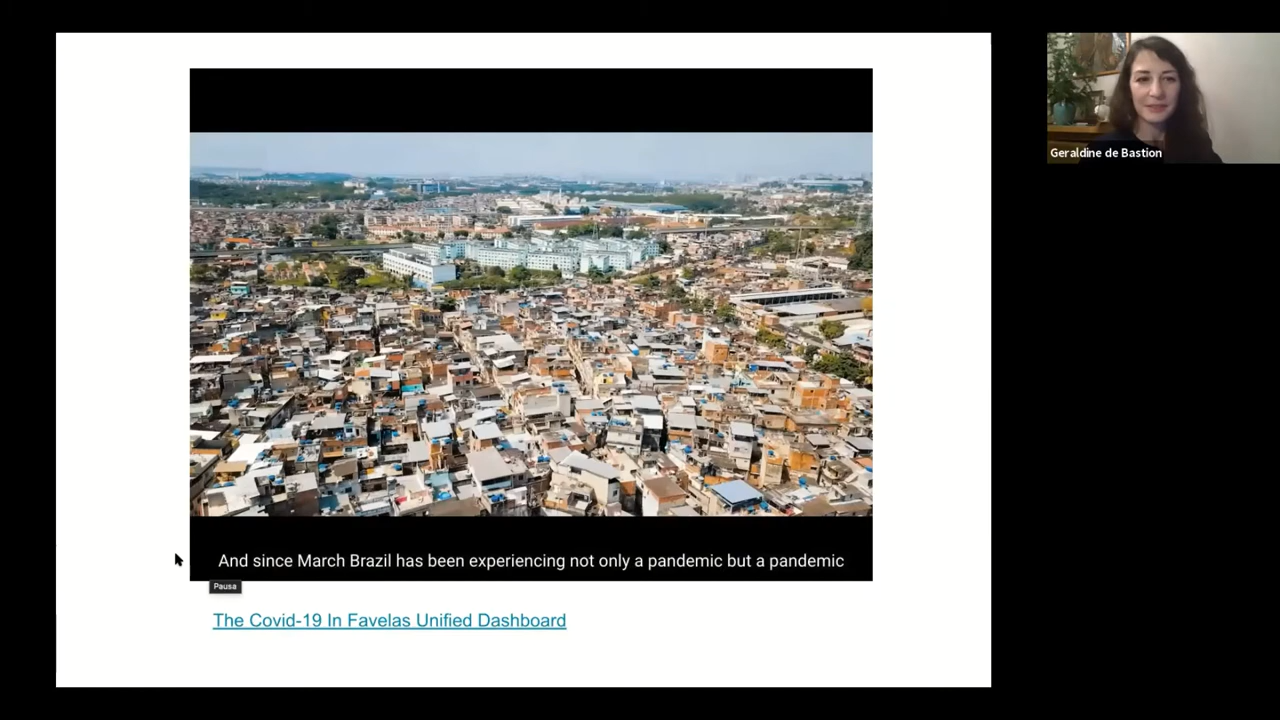 Geraldine de Bastion
And since March Brazil has been experiencing not only a pandemic but a pandemic
Pausa
The Covid-19 In Favelas Unified Dashboard